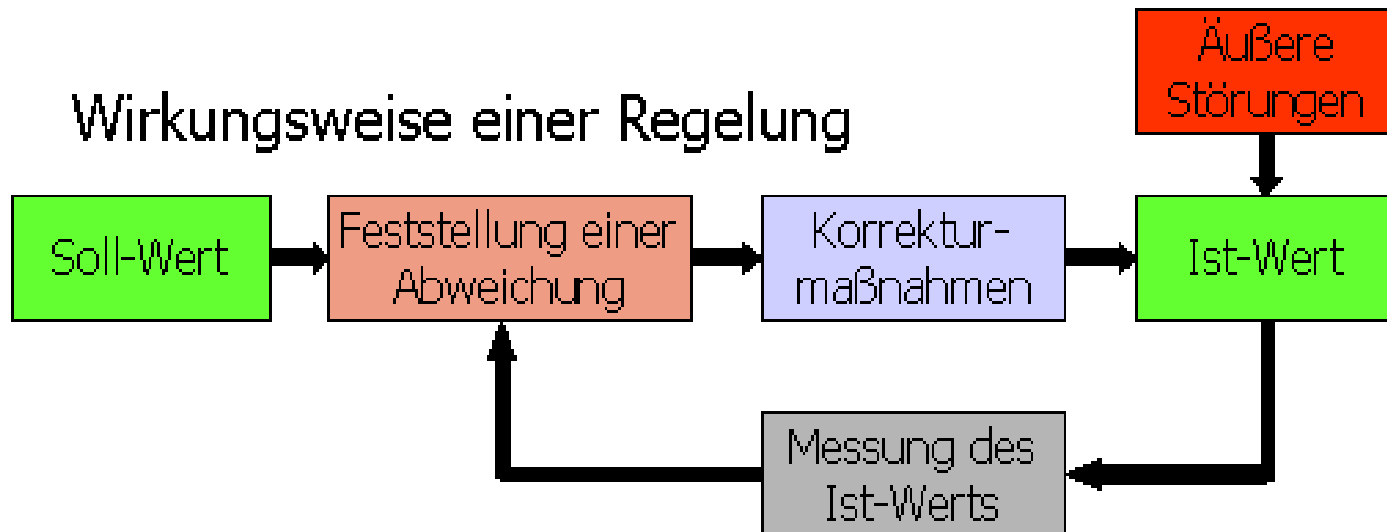 Äußere
Störungen
Wirkungsweise einer Regelung
Soll-Wert
Feststellung einer
Abweichung
Korrektur-
maßnahmen
Ist-Wert
Messung des
Ist-Werts